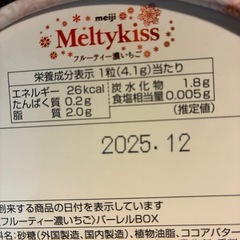 meiji
Meltykiss
フルーティー濃いちご
栄養成分表示 1粒(4.1g)当たり
エネルギー 26kcal 炭水化物 1.8g
たんぱく質 0.2g 食塩相当量 0.005g
脂質 2.0g (推定値)
2025.12
到来する商品の日付を表示しています
〈フルーティー濃いちご〉バーレルBOX
料名:砂糖(外国製造、国内製造)、植物油脂、ココアバター